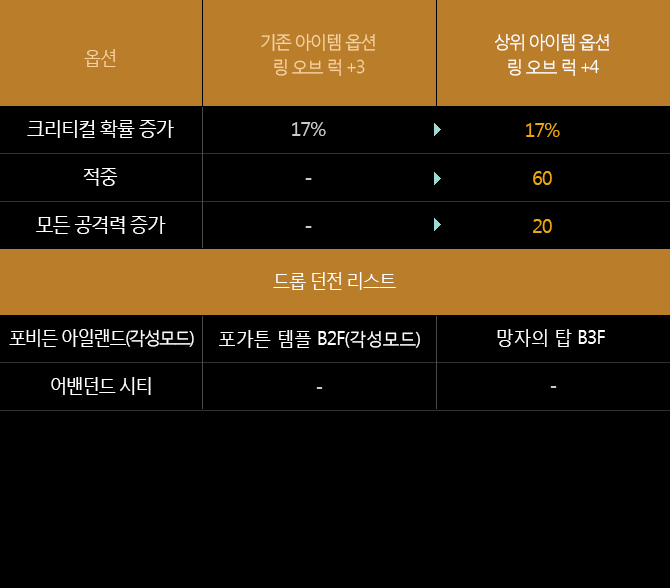 옵션
기존 아이템 옵션
링 오브 럭 +3
상위 아이템 옵션
링 오브 럭 +4
크리티컬 확률 증가 17% 17%
적중 - 60
모든 공격력 증가 - 20
드롭 던전 리스트
포비든 아일랜드(각성모드) 포가튼 템플 B2F(각성모드) 망자의 탑 B3F
어밴던드 시티 - -